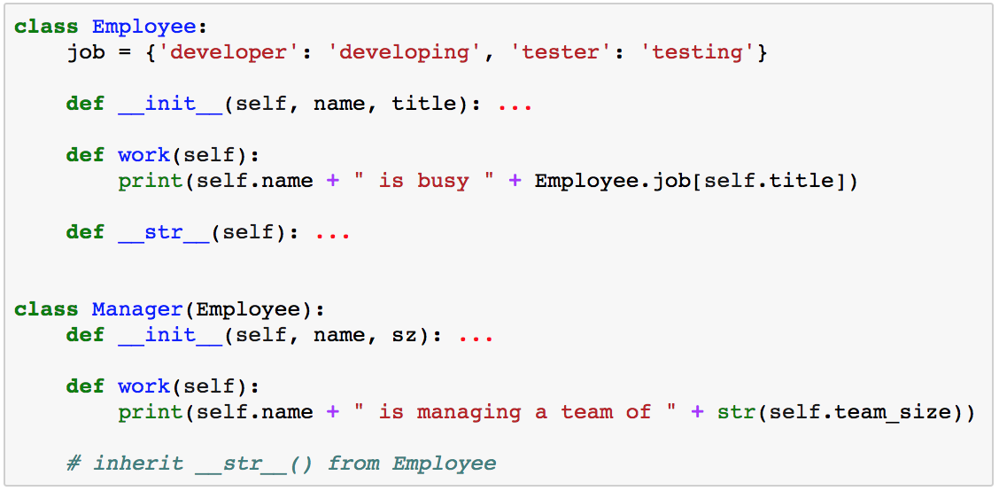 class Employee:
    job = {'developer': 'developing', 'tester': 'testing'}
    def __init__(self, name, title): ...
    def work(self):
        print(self.name + " is busy " + Employee.job[self.title])
    def __str__(self): ...
class Manager(Employee):
    def __init__(self, name, sz): ...
    def work(self):
        print(self.name + " is managing a team of " + str(self.team_size))
    # inherit __str__() from Employee